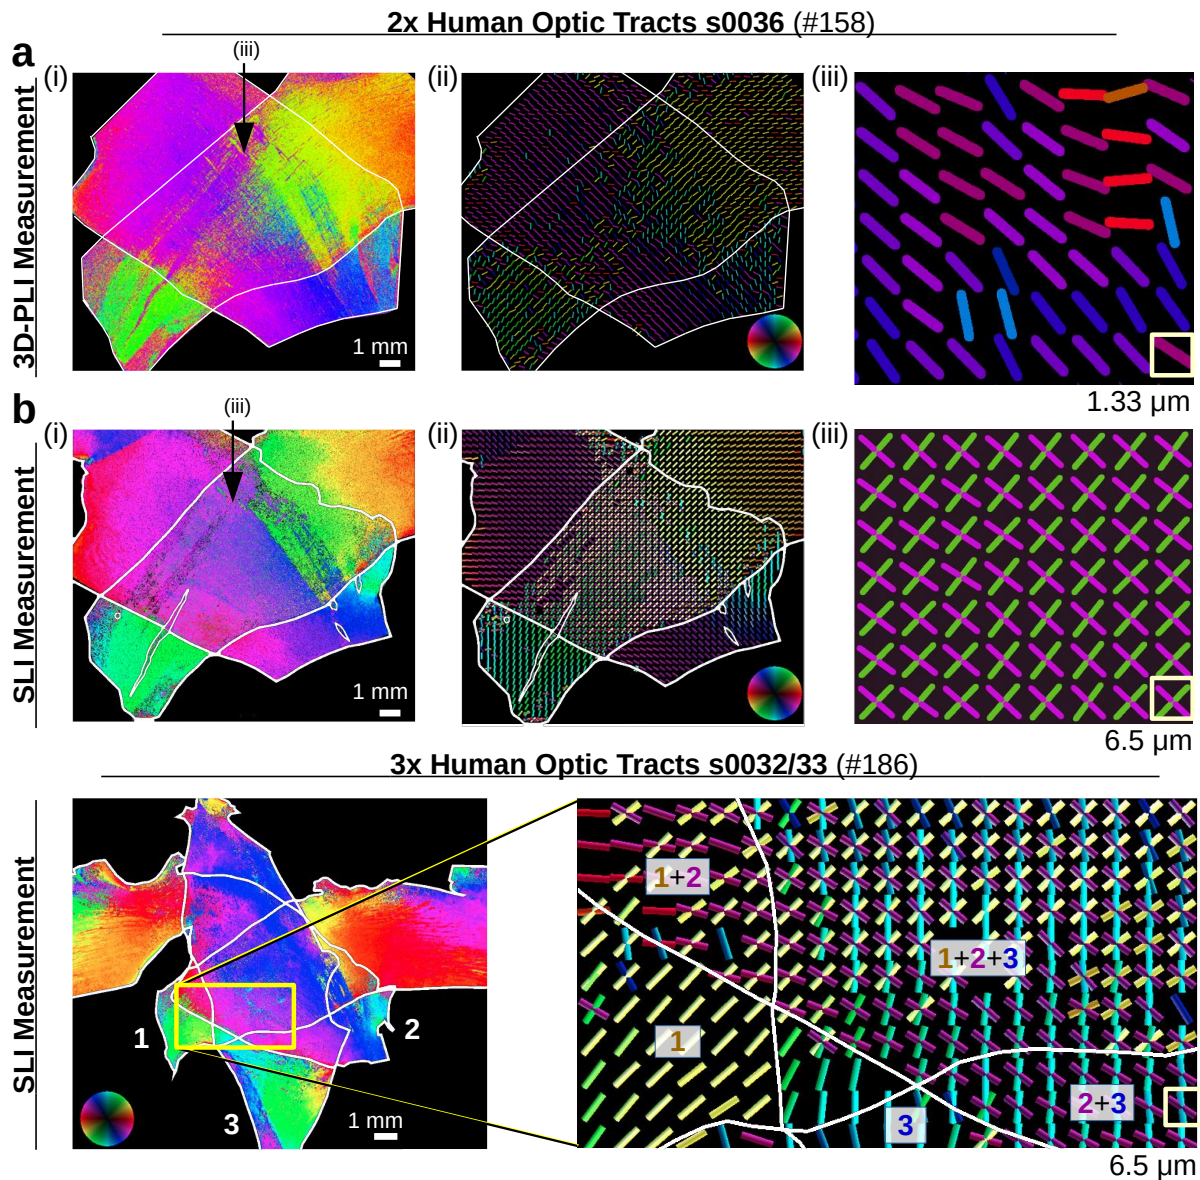 2x Human Optic Tracts s0036 (#158)
a
3D-PLI Measurement
(i)
(iii)
1 mm
(ii)
(iii)
1.33 µm
b
SLI Measurement
(i)
(iii)
1 mm
(ii)
(iii)
6.5 µm
3x Human Optic Tracts s0032/33 (#186)
SLI Measurement
1
2
3
1 mm
1+2
1+2+3
1
2+3
3
6.5 µm